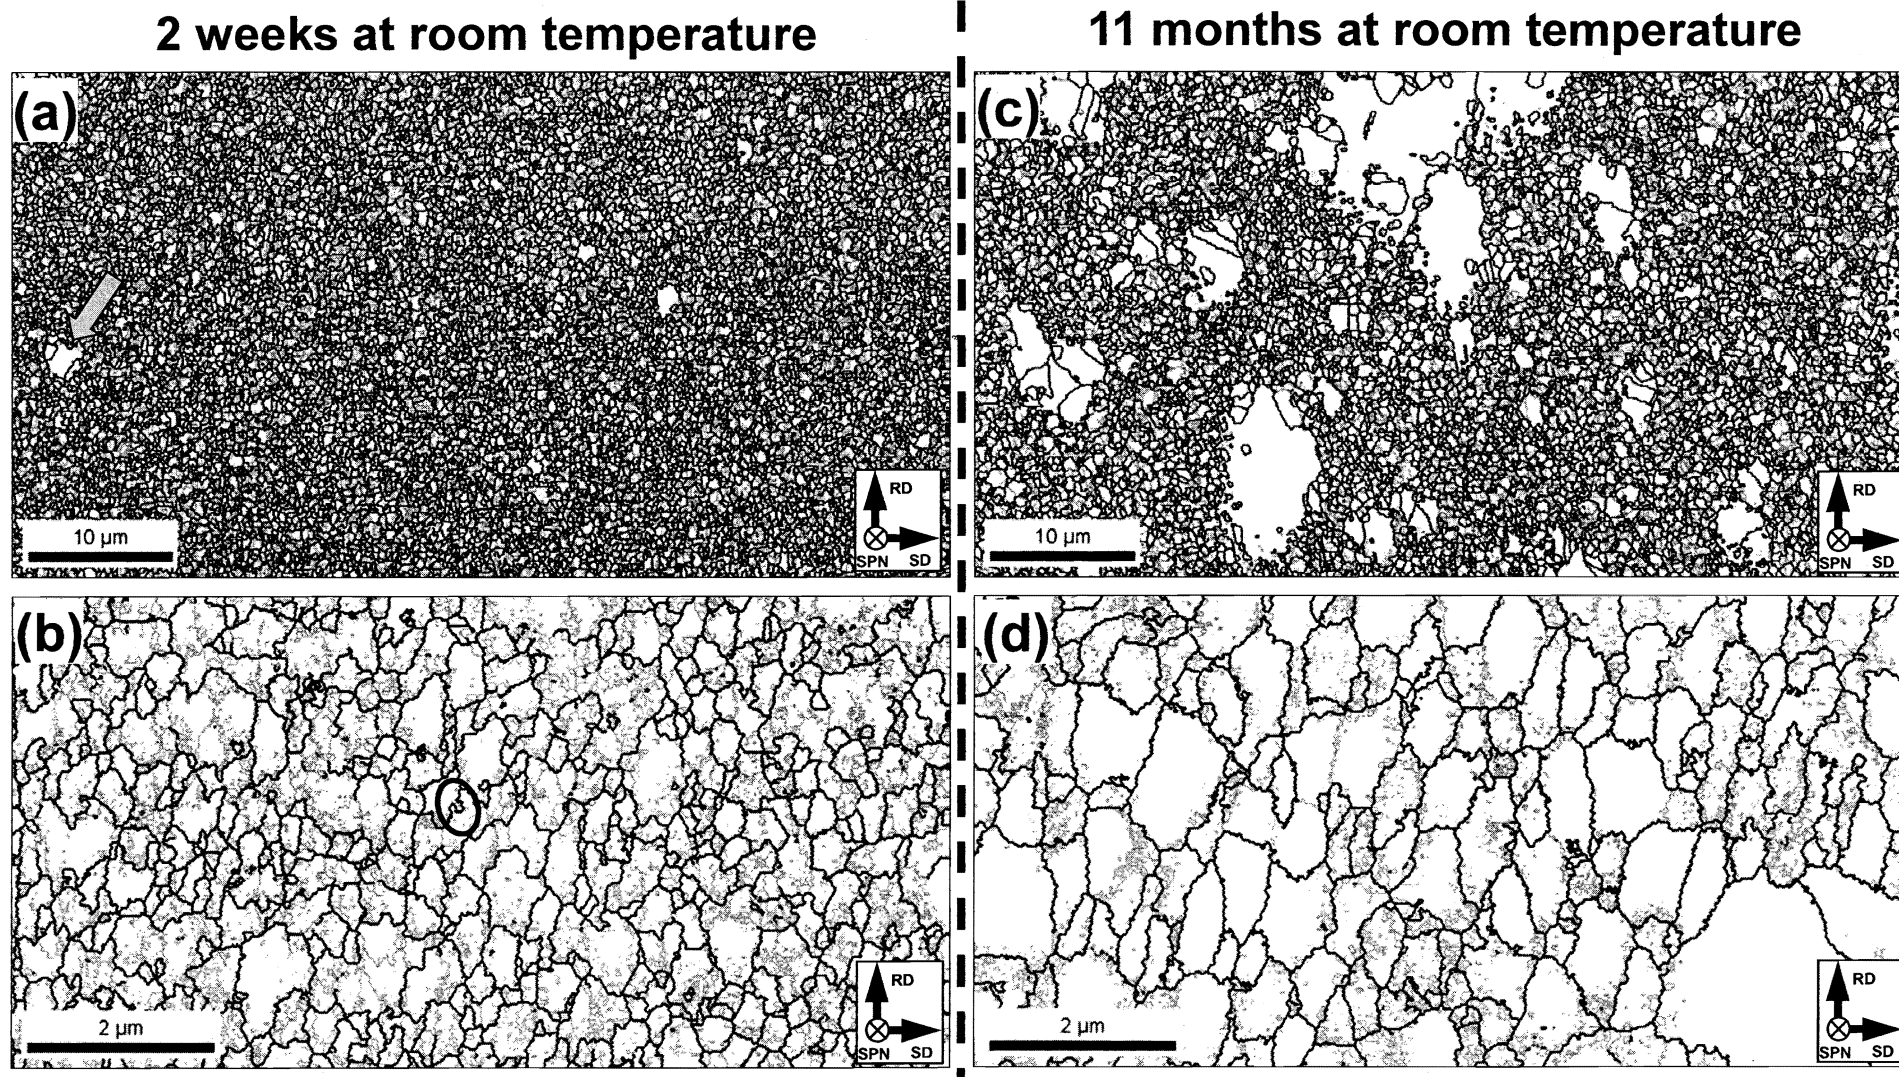 2 weeks at room temperature
11 months at room temperature
(a)
RD
SPN SD
10 µm
(c)
RD
SPN SD
10 µm
(b)
RD
SPN SD
2 µm
(d)
RD
SPN SD
2 µm